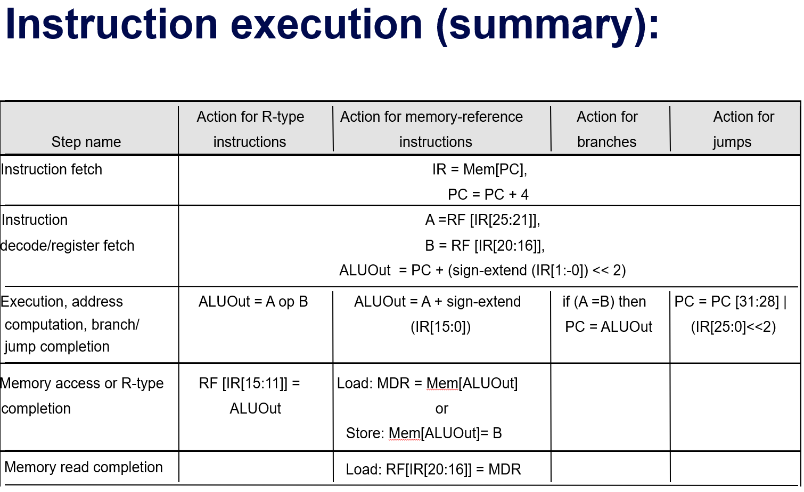 Instruction execution (summary):
Step name
Action for R-type
instructions
Action for memory-reference
instructions
Action for
branches
Action for
jumps
Instruction fetch
IR = Mem[PC],
PC = PC + 4
Instruction
decode/register fetch
A =RF [IR[25:21]],
B = RF [IR[20:16]],
ALUOut = PC + (sign-extend (IR[1:-0]) << 2)
Execution, address
computation, branch/
jump completion
ALUOut = A op B
ALUOut = A + sign-extend
(IR[15:0])
if (A =B) then
PC = ALUOut
PC = PC [31:28] |
(IR[25:0]<<2)
Memory access or R-type
completion
RF [IR[15:11]] =
ALUOut
Load: MDR = Mem[ALUOut]
or
Store: Mem[ALUOut]= B
Memory read completion
Load: RF[IR[20:16]] = MDR